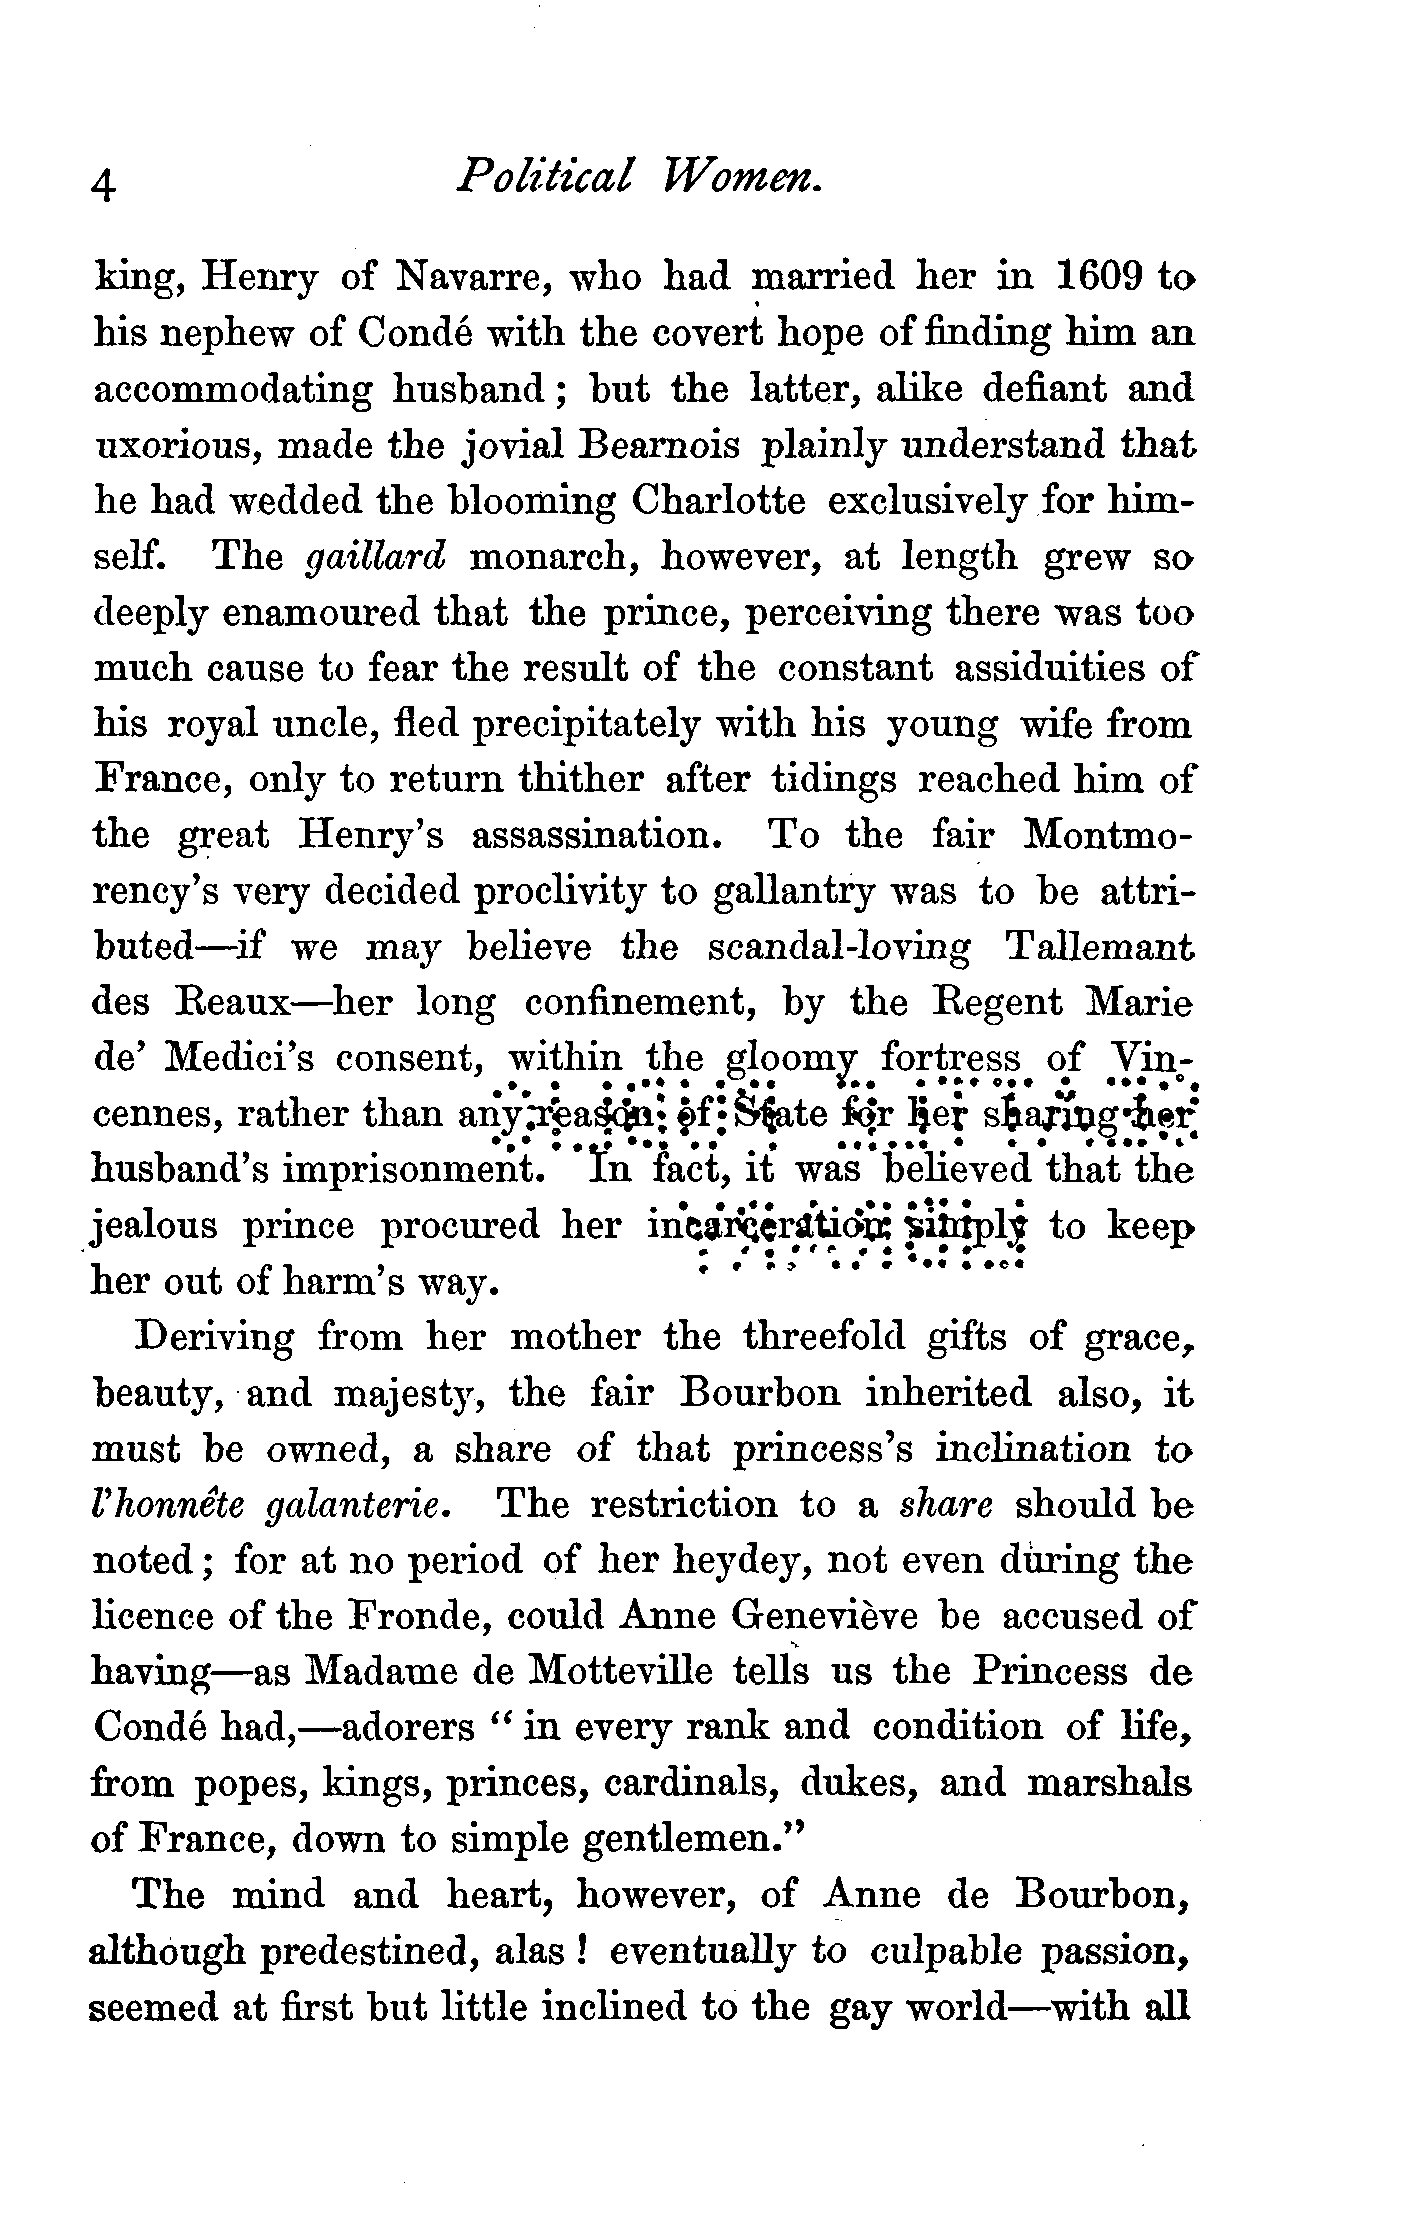 4 Political Women.
king, Henry of Navarre, who had married her in 1609 to
his nephew of Condé with the covert hope of finding him an
accommodating husband ; but the latter, alike defiant and
uxorious, made the jovial Bearnois plainly understand that
he had wedded the blooming Charlotte exclusively for him-
self. The gaillard monarch, however, at length grew so
deeply enamoured that the prince, perceiving there was too
much cause to fear the result of the constant assiduities of
his royal uncle, fled precipitately with his young wife from
France, only to return thither after tidings reached him of
the great Henry's assassination. To the fair Montmo-
rency's very decided proclivity to gallantry was to be attri-
buted—if we may believe the scandal-loving Tallemant
des Reaux—her long confinement, by the Regent Marie
de' Medici's consent, within the gloomy fortress of Vin-
cennes, rather than any reason of State for her sharing her
husband's imprisonment. In fact, it was believed that the
jealous prince procured her incarceration simply to keep
her out of harm's way.
Deriving from her mother the threefold gifts of grace,
beauty, and majesty, the fair Bourbon inherited also, it
must be owned, a share of that princess's inclination to
l'honnête galanterie. The restriction to a share should be
noted ; for at no period of her heydey, not even during the
licence of the Fronde, could Anne Geneviève be accused of
having—as Madame de Motteville tells us the Princess de
Condé had,—adorers “ in every rank and condition of life,
from popes, kings, princes, cardinals, dukes, and marshals
of France, down to simple gentlemen.”
The mind and heart, however, of Anne de Bourbon,
although predestined, alas ! eventually to culpable passion,
seemed at first but little inclined to the gay world—with all